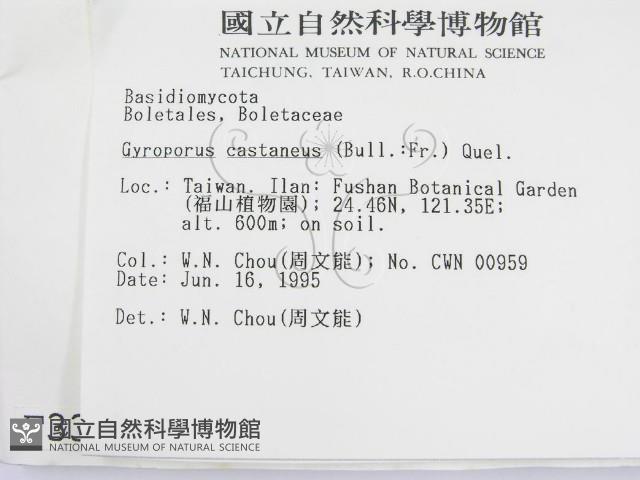 國立自然科學博物館
NATIONAL MUSEUM OF NATURAL SCIENCE
TAICHUNG, TAIWAN, R.O.CHINA
Basidiomycota
Boletales, Boletaceae
Gyroporus castaneus (Bull.:Fr.) Quel.
Loc.: Taiwan. Ilan: Fushan Botanical Garden
(福山植物園); 24.46N, 121.35E;
alt. 600m; on soil.
Col.: W.N. Chou(周文能); No. CWN 00959
Date: Jun. 16, 1995
Det.: W.N. Chou(周文能)
國立自然科學博物館
NATIONAL MUSEUM OF NATURAL SCIENCE